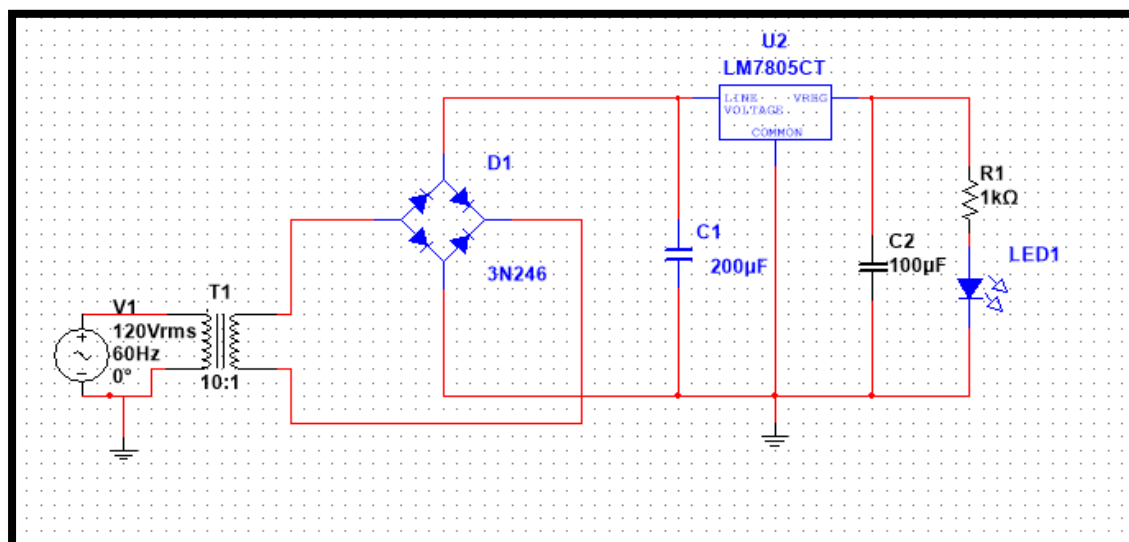 U2
LM7805CT
LINE VREG
VOLTAGE
COMMON
D1
R1
1kΩ
C1
200µF
C2
100µF
LED1
3N246
V1
120Vrms
60Hz
0°
T1
10:1